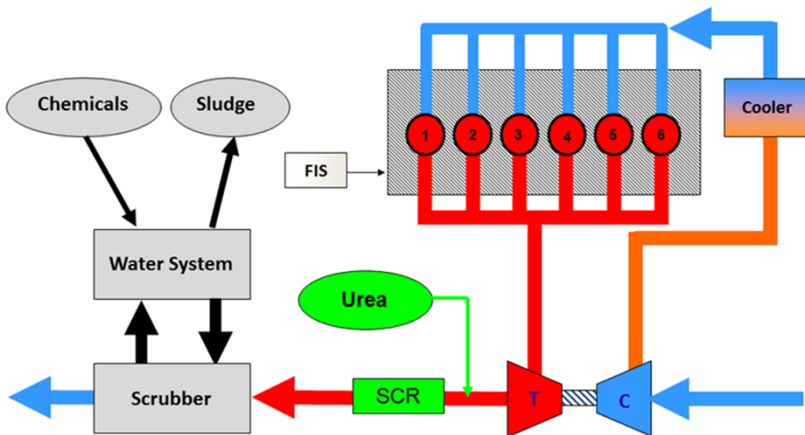 Chemicals
Sludge
Cooler
1 2 3 4 5 6
FIS
Water System
Urea
Scrubber
SCR
T
C